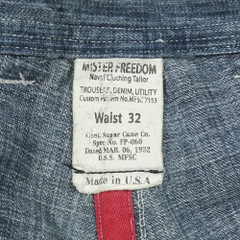 MISTER FREEDOM
Naval Clothing Tailor
TROUSERS, DENIM, UTILITY
Custom Pattern No. MFSC 7153
Waist 32
Cont. Sugar Cane Co.
Spec No. FP-060
Dated MAR. 06, 1932
U.S.S. MFSC
Made in U.S.A